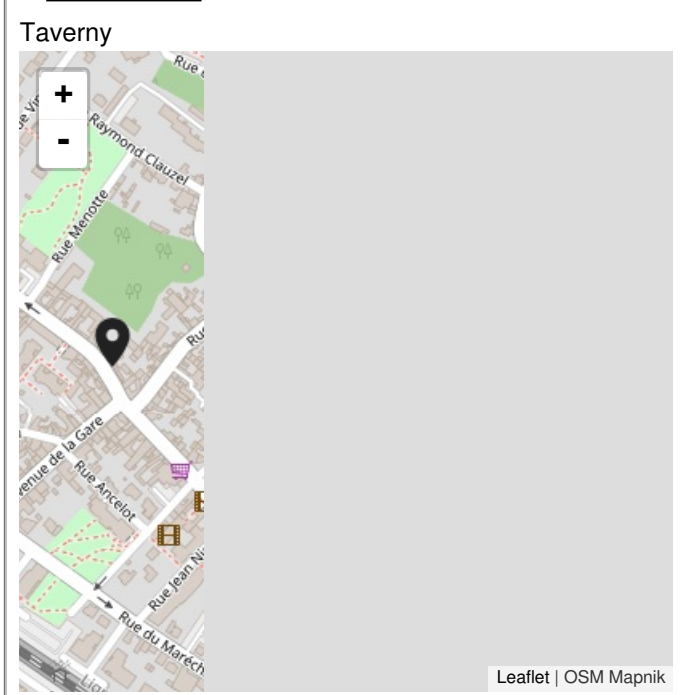 Taverny
+
-
Raymond Clauzel
Rue Menotte
venue de la Gare
Rue Ancelot
Rue Jean Ni
Rue du Maréch
Leaflet | OSM Mapnik